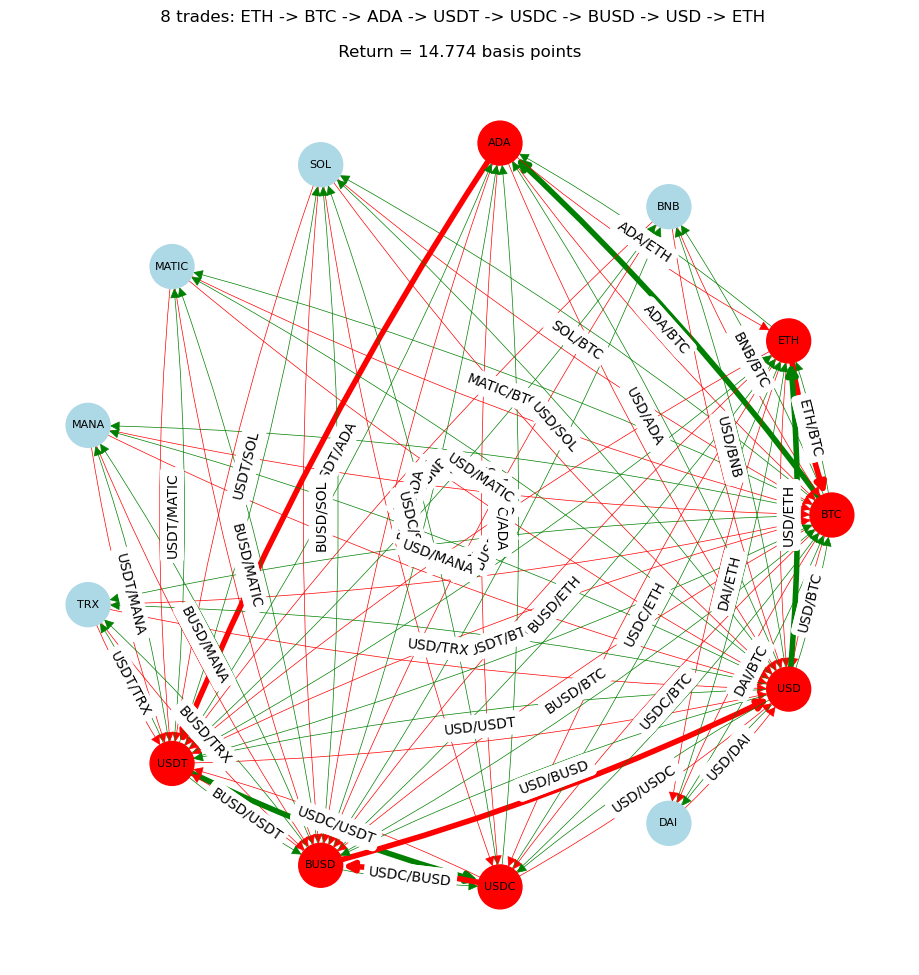 8 trades: ETH -> BTC -> ADA -> USDT -> USDC -> BUSD -> USD -> ETH
Return = 14.774 basis points
ADA
SOL
BNB
ADA/ETH
MATIC
ADA/BTC
SOL/BTC
ETH
BNB/BTC
MATIC/BTC
USD/SOL
USD/ADA
MANA
ETH/BTC
USD/BNB
USDT/SOL
USD/MATIC
USDT/MATIC
BUSD/SOL
USD/ETH
BTC
USD/MANA
BUSD/MATIC
USDT/MANA
DAI/ETH
TRX
USD/BTC
BUSD/ETH
USDC/ETH
BUSD/MANA
USD/TRX
DAI/BTC
USDT/TRX
BUSD/BTC
USDC/BTC
USD
BUSD/TRX
USD/USDT
USDT
USD/DAI
USD/BUSD
USD/USDC
BUSD/USDT
USDC/USDT
DAI
BUSD
USDC/BUSD
USDC